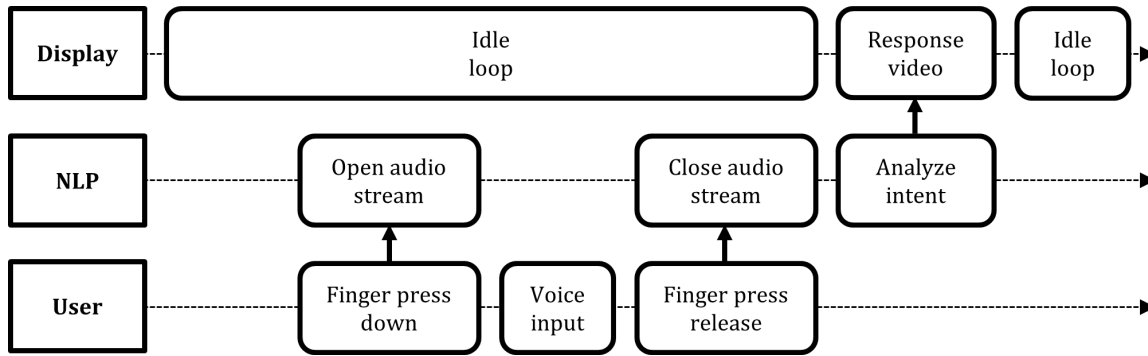 Display
Idle
loop
Response
video
Idle
loop
NLP
Open audio
stream
Close audio
stream
Analyze
intent
User
Finger press
down
Voice
input
Finger press
release